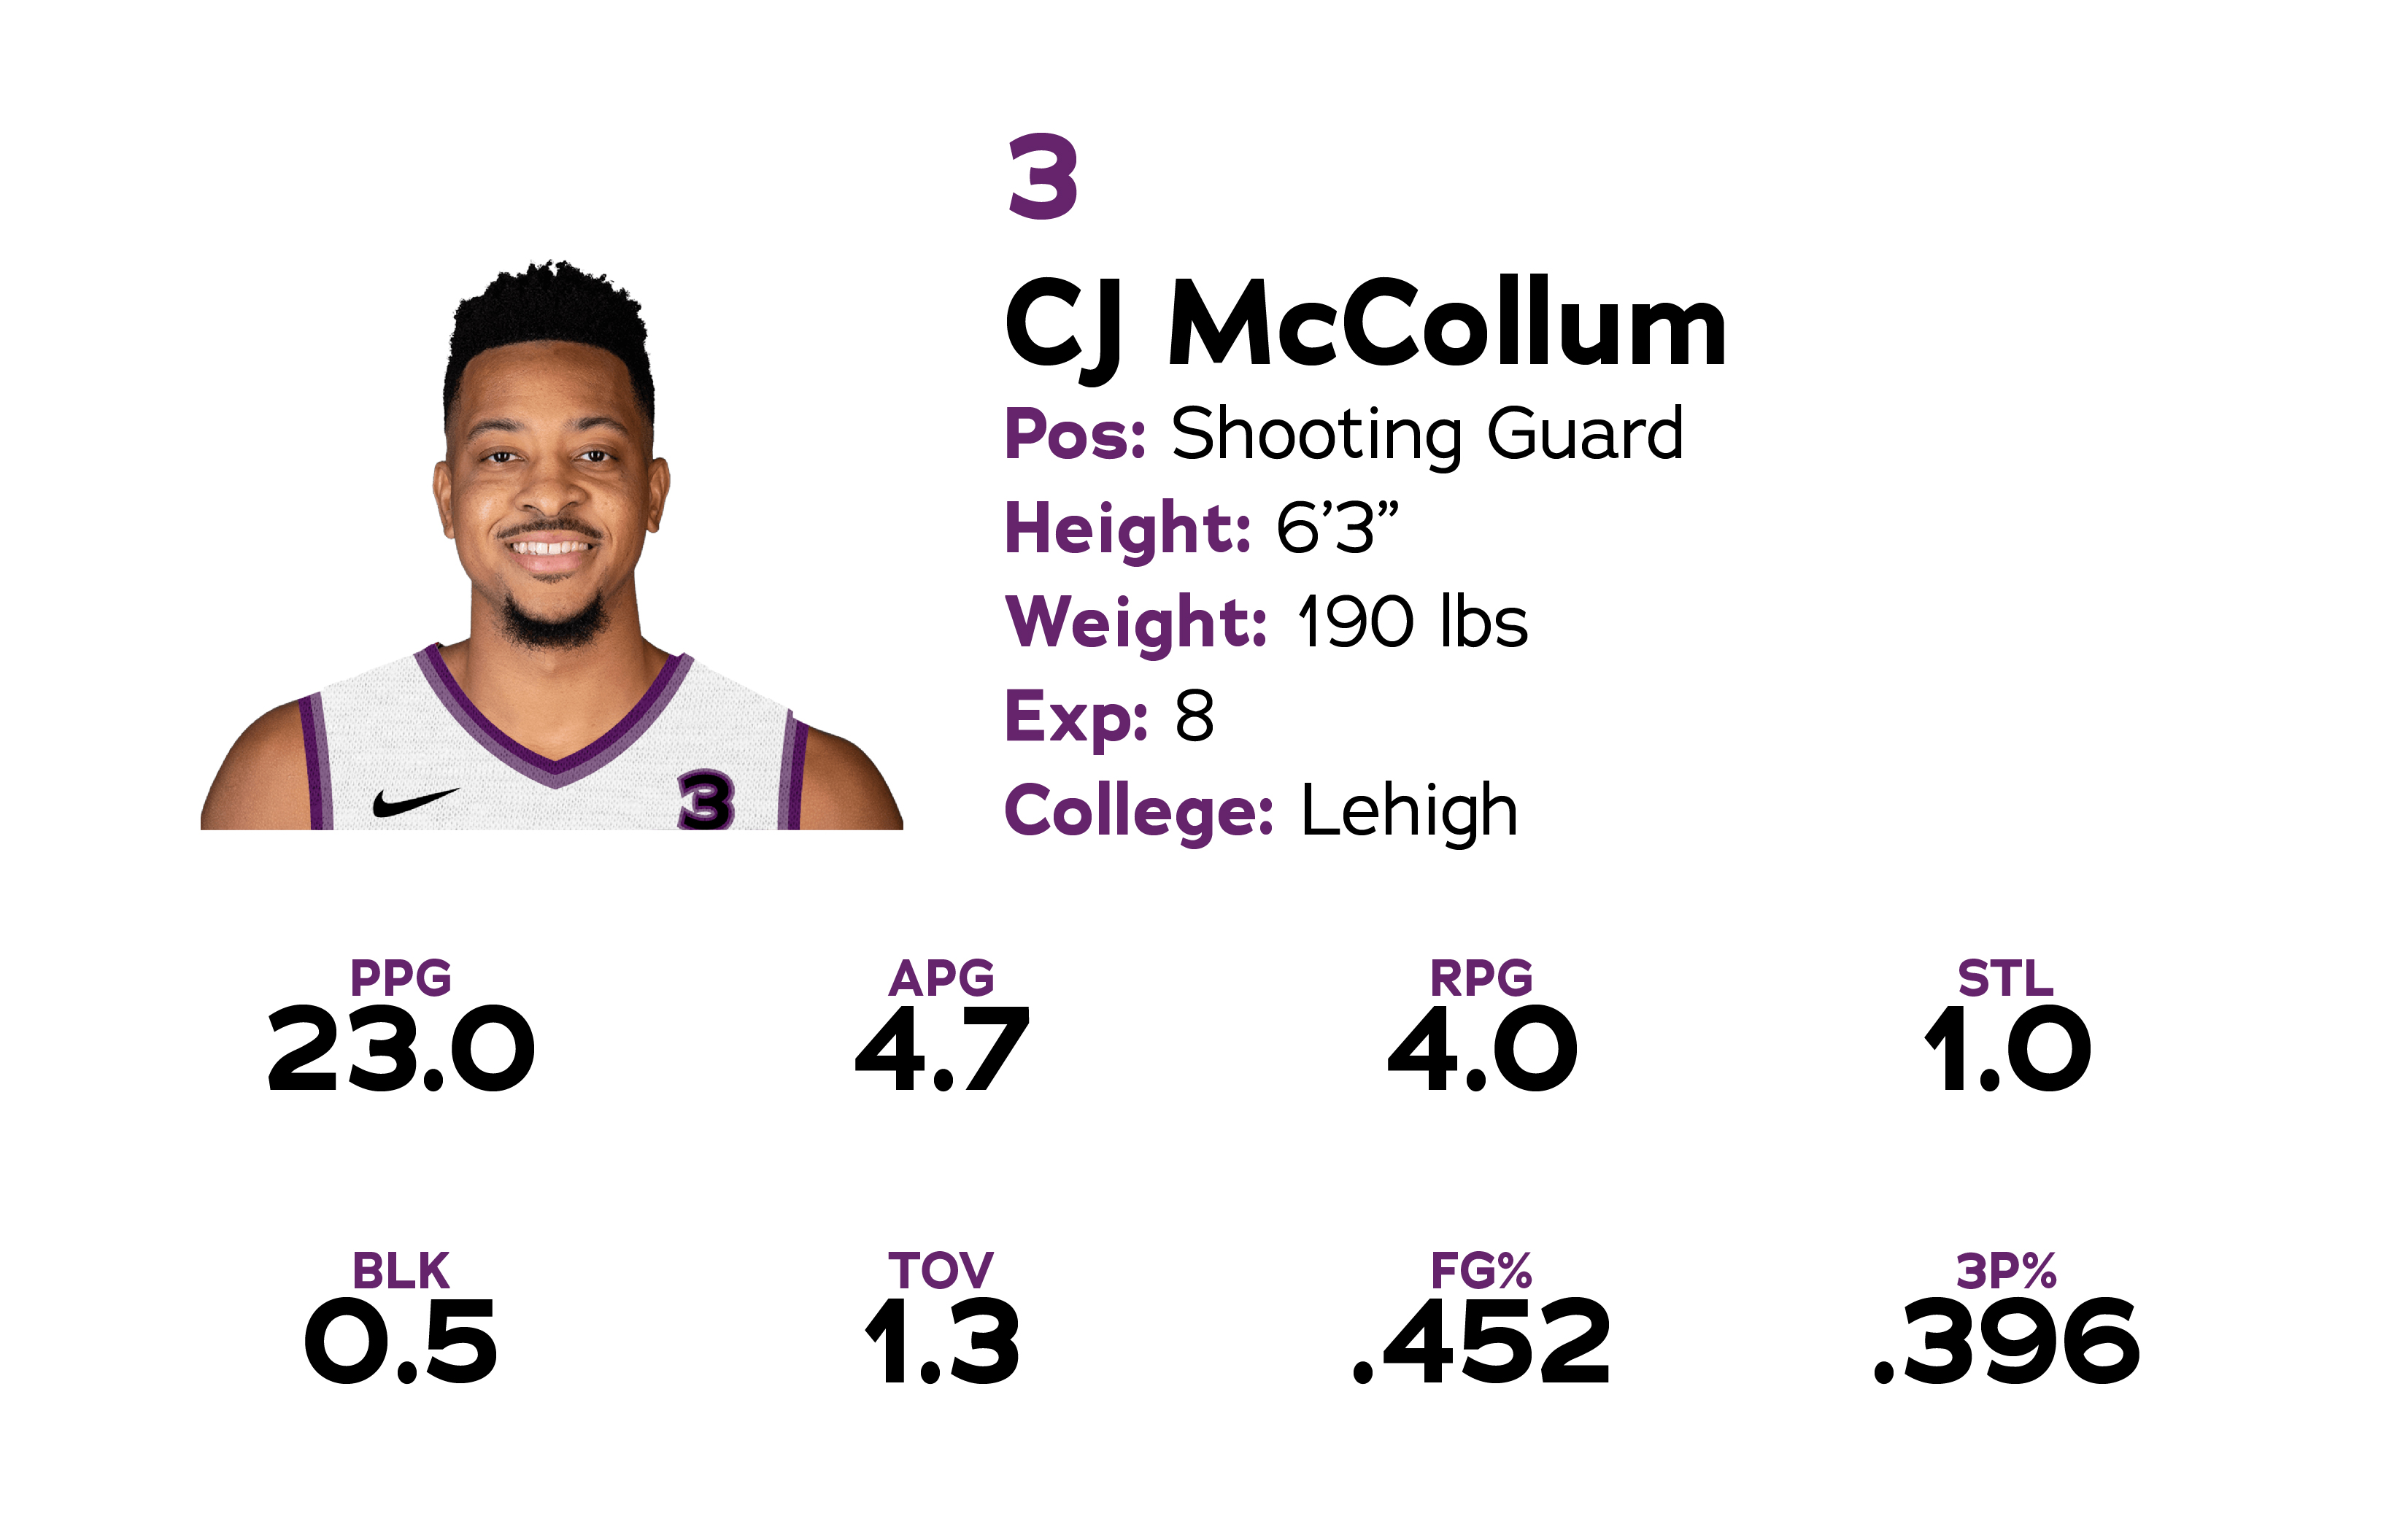 3
CJ McCollum
Pos: Shooting Guard
Height: 6’3”
Weight: 190 lbs
Exp: 8
College: Lehigh
3
PPG APG RPG STL
23.0 4.7 4.0 1.0
BLK TOV FG% 3P%
0.5 1.3 .452 .396